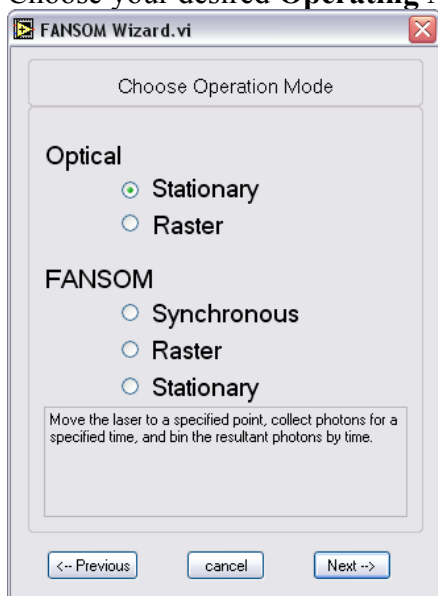 Choose your desired Operating
FANSOM Wizard.vi
Choose Operation Mode
Optical
Stationary
Raster
FANSOM
Synchronous
Raster
Stationary
Move the laser to a specified point, collect photons for a
specified time, and bin the resultant photons by time.
<-- Previous
cancel
Next -->